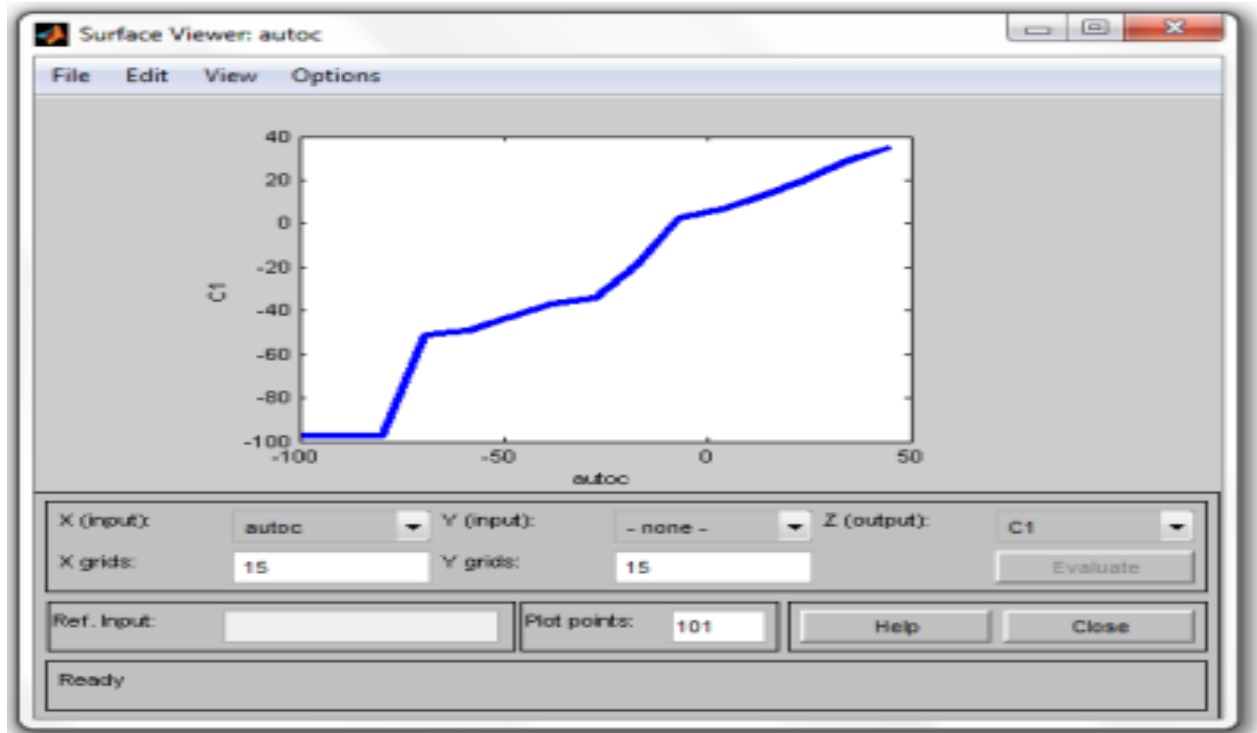 Surface Viewer: autoc
File Edit View Options
40
20
0
-20
-40
-60
-80
-100
C1
-100 -50 0 50
autoc
X (input): autoc Y (input): - none - Z (output): C1
X grids: 15 Y grids: 15 Evaluate
Ref. Input: Plot points: 101 Help Close
Ready